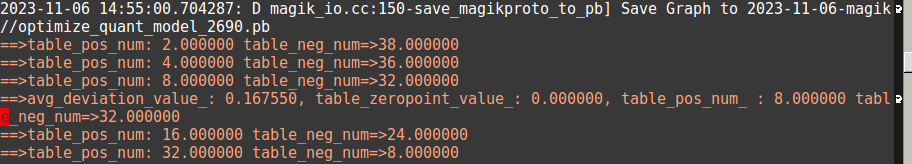 2023-11-06 14:55:00.704287: D magik_io.cc:150-save_magikproto_to_pb] Save Graph to 2023-11-06-magik
//optimize_quant_model_2690.pb
==>table_pos_num: 2.000000 table_neg_num=>38.000000
==>table_pos_num: 4.000000 table_neg_num=>36.000000
==>table_pos_num: 8.000000 table_neg_num=>32.000000
==>avg_deviation_value_: 0.167550, table_zeropoint_value_: 0.000000, table_pos_num_ : 8.000000 tabl
e_neg_num=>32.000000
==>table_pos_num: 16.000000 table_neg_num=>24.000000
==>table_pos_num: 32.000000 table_neg_num=>8.000000